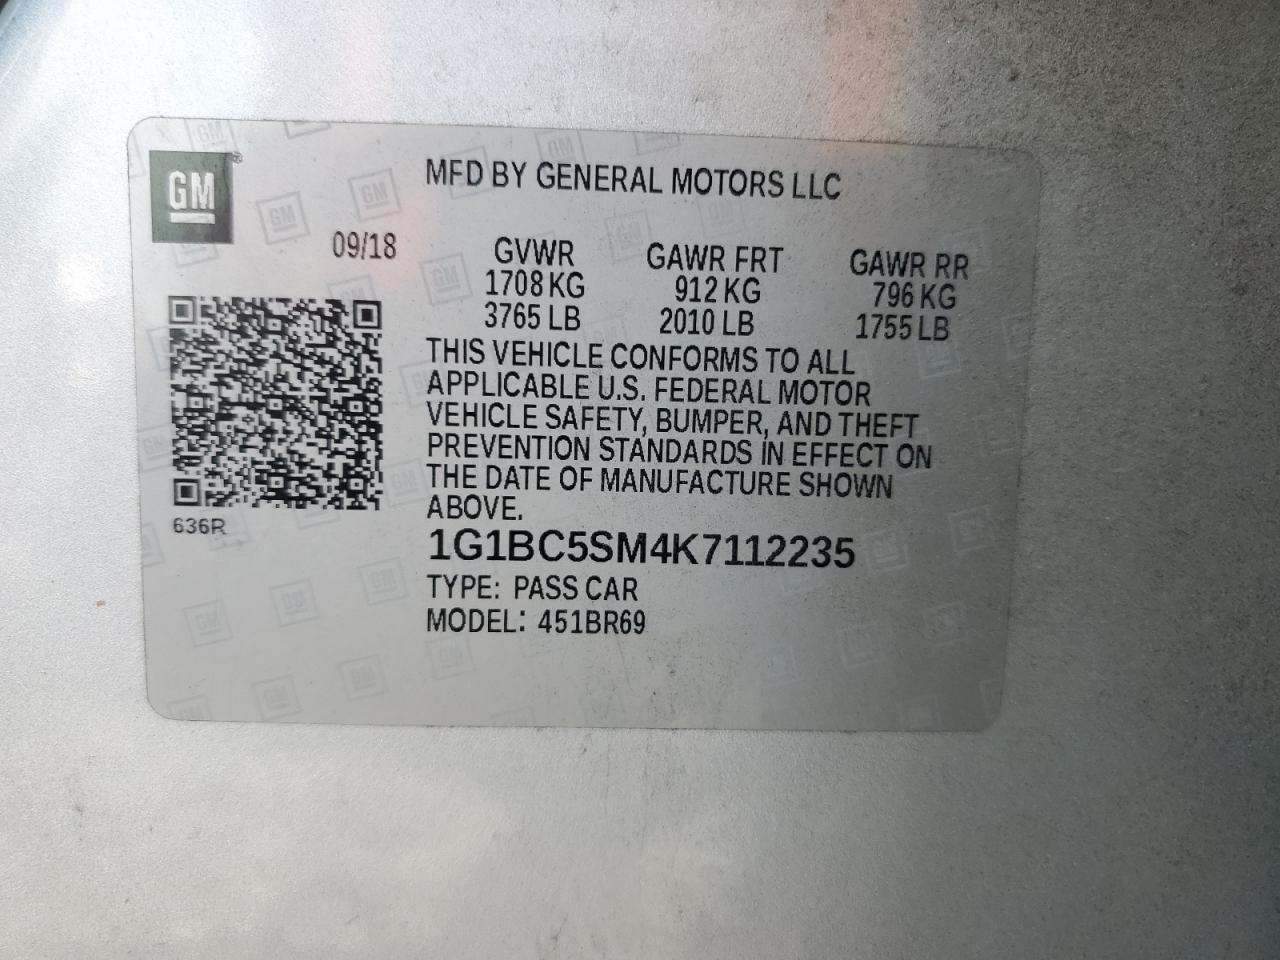 GM®
MFD BY GENERAL MOTORS LLC
09/18
GVWR GAWR FRT GAWR RR
1708 KG 912 KG 796 KG
3765 LB 2010 LB 1755 LB
THIS VEHICLE CONFORMS TO ALL
APPLICABLE U.S. FEDERAL MOTOR
VEHICLE SAFETY, BUMPER, AND THEFT
PREVENTION STANDARDS IN EFFECT ON
THE DATE OF MANUFACTURE SHOWN
ABOVE.
636R
1G1BC5SM4K7112235
TYPE: PASS CAR
MODEL: 451BR69